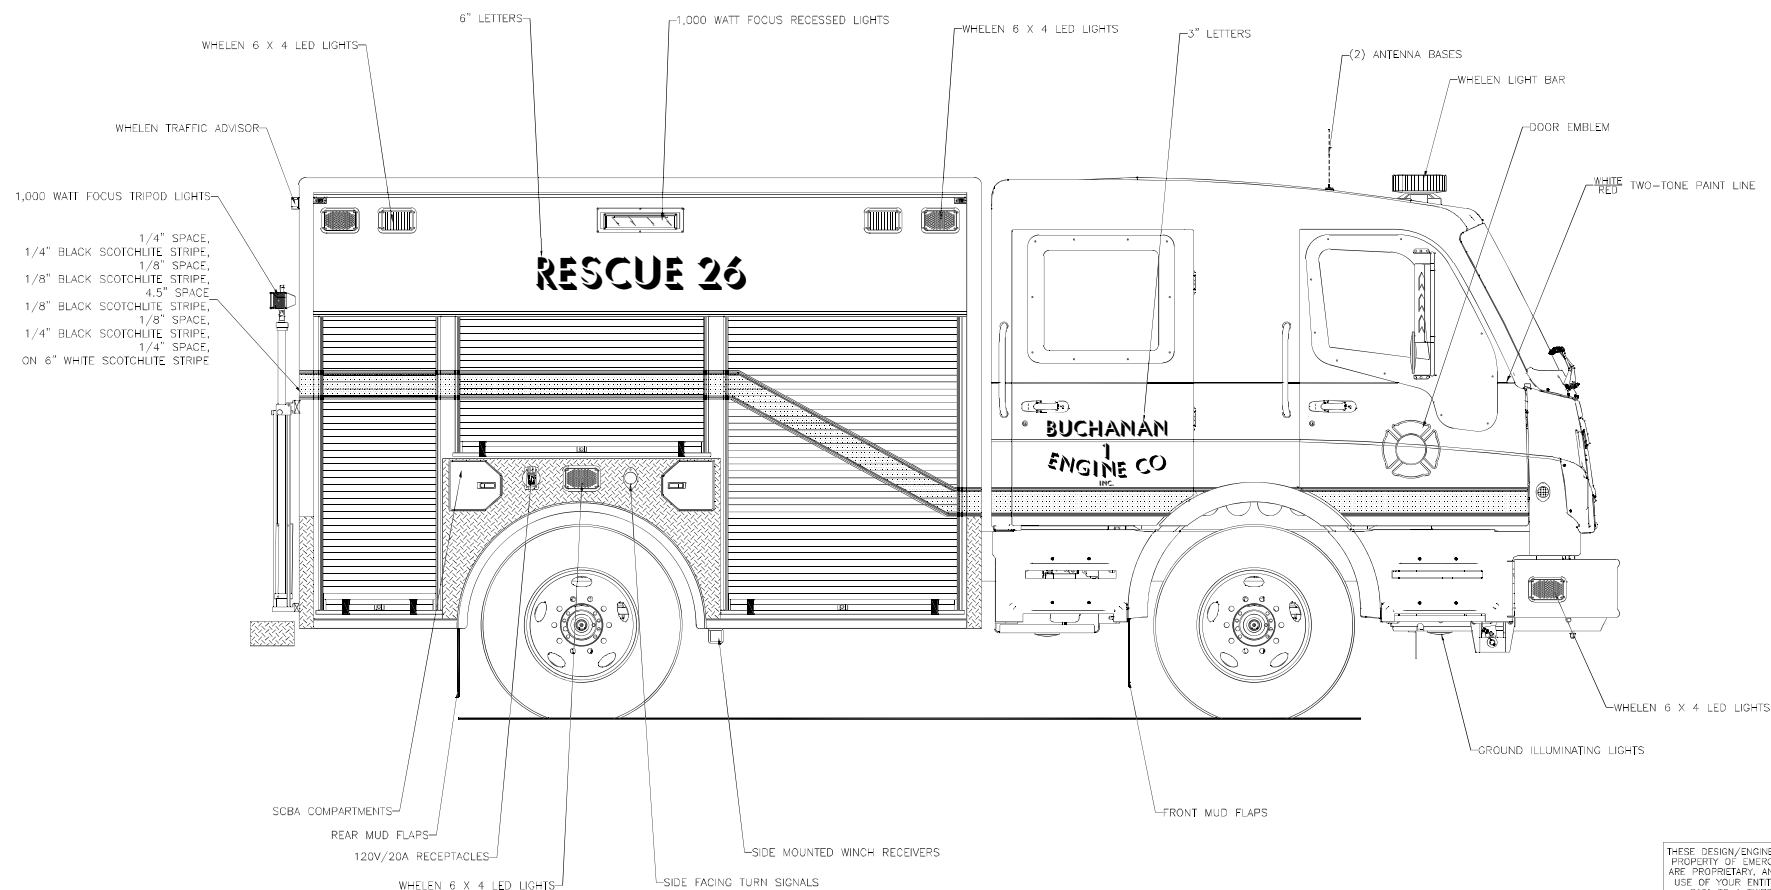 6" LETTERS
1,000 WATT FOCUS RECESSED LIGHTS
WHELEN 6 X 4 LED LIGHTS
3" LETTERS
WHELEN 6 X 4 LED LIGHTS
(2) ANTENNA BASES
WHELEN LIGHT BAR
WHELEN TRAFFIC ADVISOR
DOOR EMBLEM
WHITE
RED
TWO-TONE PAINT LINE
1,000 WATT FOCUS TRIPOD LIGHTS
1/4" SPACE,
1/4" BLACK SCOTCHLITE STRIPE,
1/8" SPACE,
1/8" BLACK SCOTCHLITE STRIPE,
4.5" SPACE
1/8" BLACK SCOTCHLITE STRIPE,
1/8" SPACE,
1/4" BLACK SCOTCHLITE STRIPE,
1/4" SPACE,
ON 6" WHITE SCOTCHLITE STRIPE
RESCUE 26
BUCHANAN
1
ENGINE CO
INC.
WHELEN 6 X 4 LED LIGHTS
GROUND ILLUMINATING LIGHTS
SCBA COMPARTMENTS
FRONT MUD FLAPS
REAR MUD FLAPS
120V/20A RECEPTACLES
SIDE MOUNTED WINCH RECEIVERS
WHELEN 6 X 4 LED LIGHTS
SIDE FACING TURN SIGNALS
THESE DESIGN/ENGINE
PROPERTY OF EMERG
ARE PROPRIETARY, AN
USE OF YOUR ENTIT